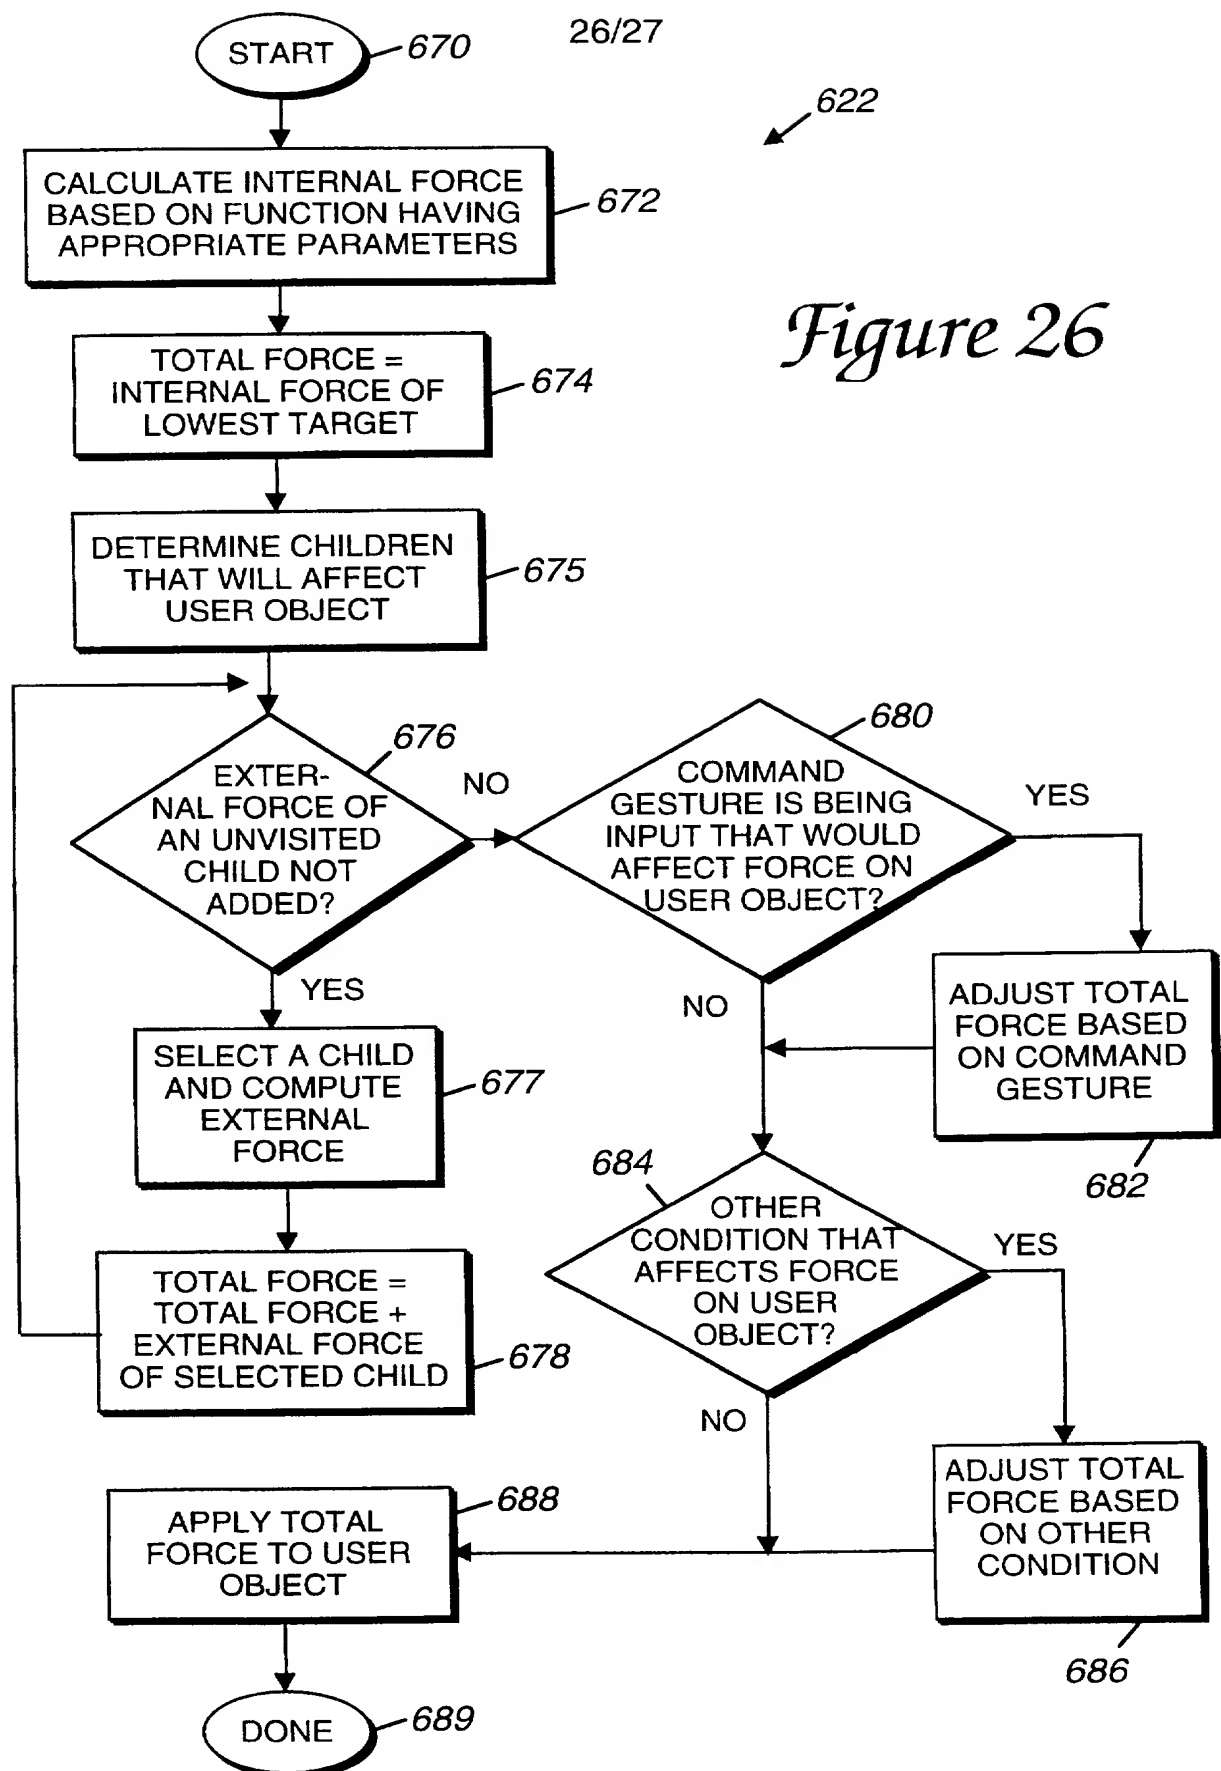 26/27
START
670
622
CALCULATE INTERNAL FORCE
BASED ON FUNCTION HAVING
APPROPRIATE PARAMETERS
672
Figure 26
TOTAL FORCE =
INTERNAL FORCE OF
LOWEST TARGET
674
DETERMINE CHILDREN
THAT WILL AFFECT
USER OBJECT
675
EXTER-
NAL FORCE OF
AN UNVISITED
CHILD NOT
ADDED?
676
NO
YES
COMMAND
GESTURE IS BEING
INPUT THAT WOULD
AFFECT FORCE ON
USER OBJECT?
680
YES
NO
SELECT A CHILD
AND COMPUTE
EXTERNAL
FORCE
677
ADJUST TOTAL
FORCE BASED
ON COMMAND
GESTURE
682
TOTAL FORCE =
TOTAL FORCE +
EXTERNAL FORCE
OF SELECTED CHILD
678
684
OTHER
CONDITION THAT
AFFECTS FORCE
ON USER
OBJECT?
YES
NO
ADJUST TOTAL
FORCE BASED
ON OTHER
CONDITION
686
APPLY TOTAL
FORCE TO USER
OBJECT
688
DONE
689